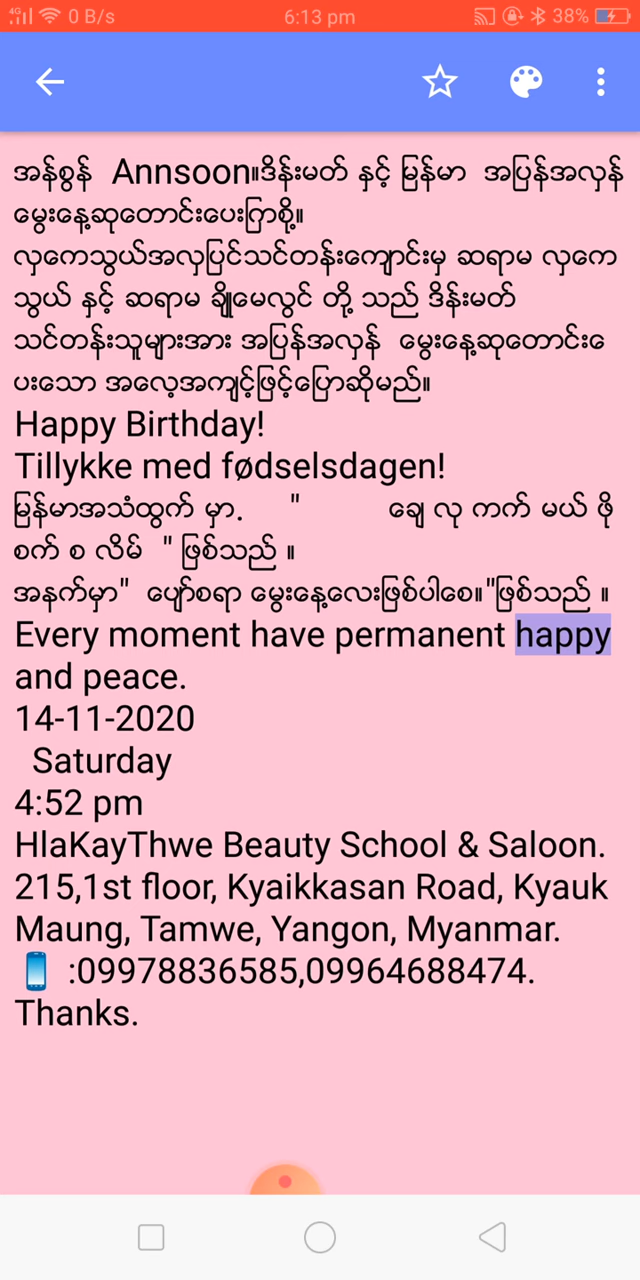 4G 0 B/s 6:13 pm 38%
အန်စွန် Annsoon။ဒိန်းမတ် နှင့် မြန်မာ အပြန်အလှန်
မွေးနေ့ဆုတောင်းပေးကြစို့။
လှကေသွယ်အလှပြင်သင်တန်းကျောင်းမှ ဆရာမ လှကေ
သွယ် နှင့် ဆရာမ ချိုမေလွင် တို့ သည် ဒိန်းမတ်
သင်တန်းသူများအား အပြန်အလှန် မွေးနေ့ဆုတောင်းေ
ပးသော အလေ့အကျင့်ဖြင့်ပြောဆိုမည်။
Happy Birthday!
Tillykke med fødselsdagen!
မြန်မာအသံထွက် မှာ. " ချေ လု ကက် မယ် ဖို
စက် စ လိမ် " ဖြစ်သည် ။
အနက်မှာ" ပျော်စရာ မွေးနေ့လေးဖြစ်ပါစေ။"ဖြစ်သည် ။
Every moment have permanent happy
and peace.
14-11-2020
Saturday
4:52 pm
HlaKayThwe Beauty School & Saloon.
215,1st floor, Kyaikkasan Road, Kyauk
Maung, Tamwe, Yangon, Myanmar.
:09978836585,09964688474.
Thanks.